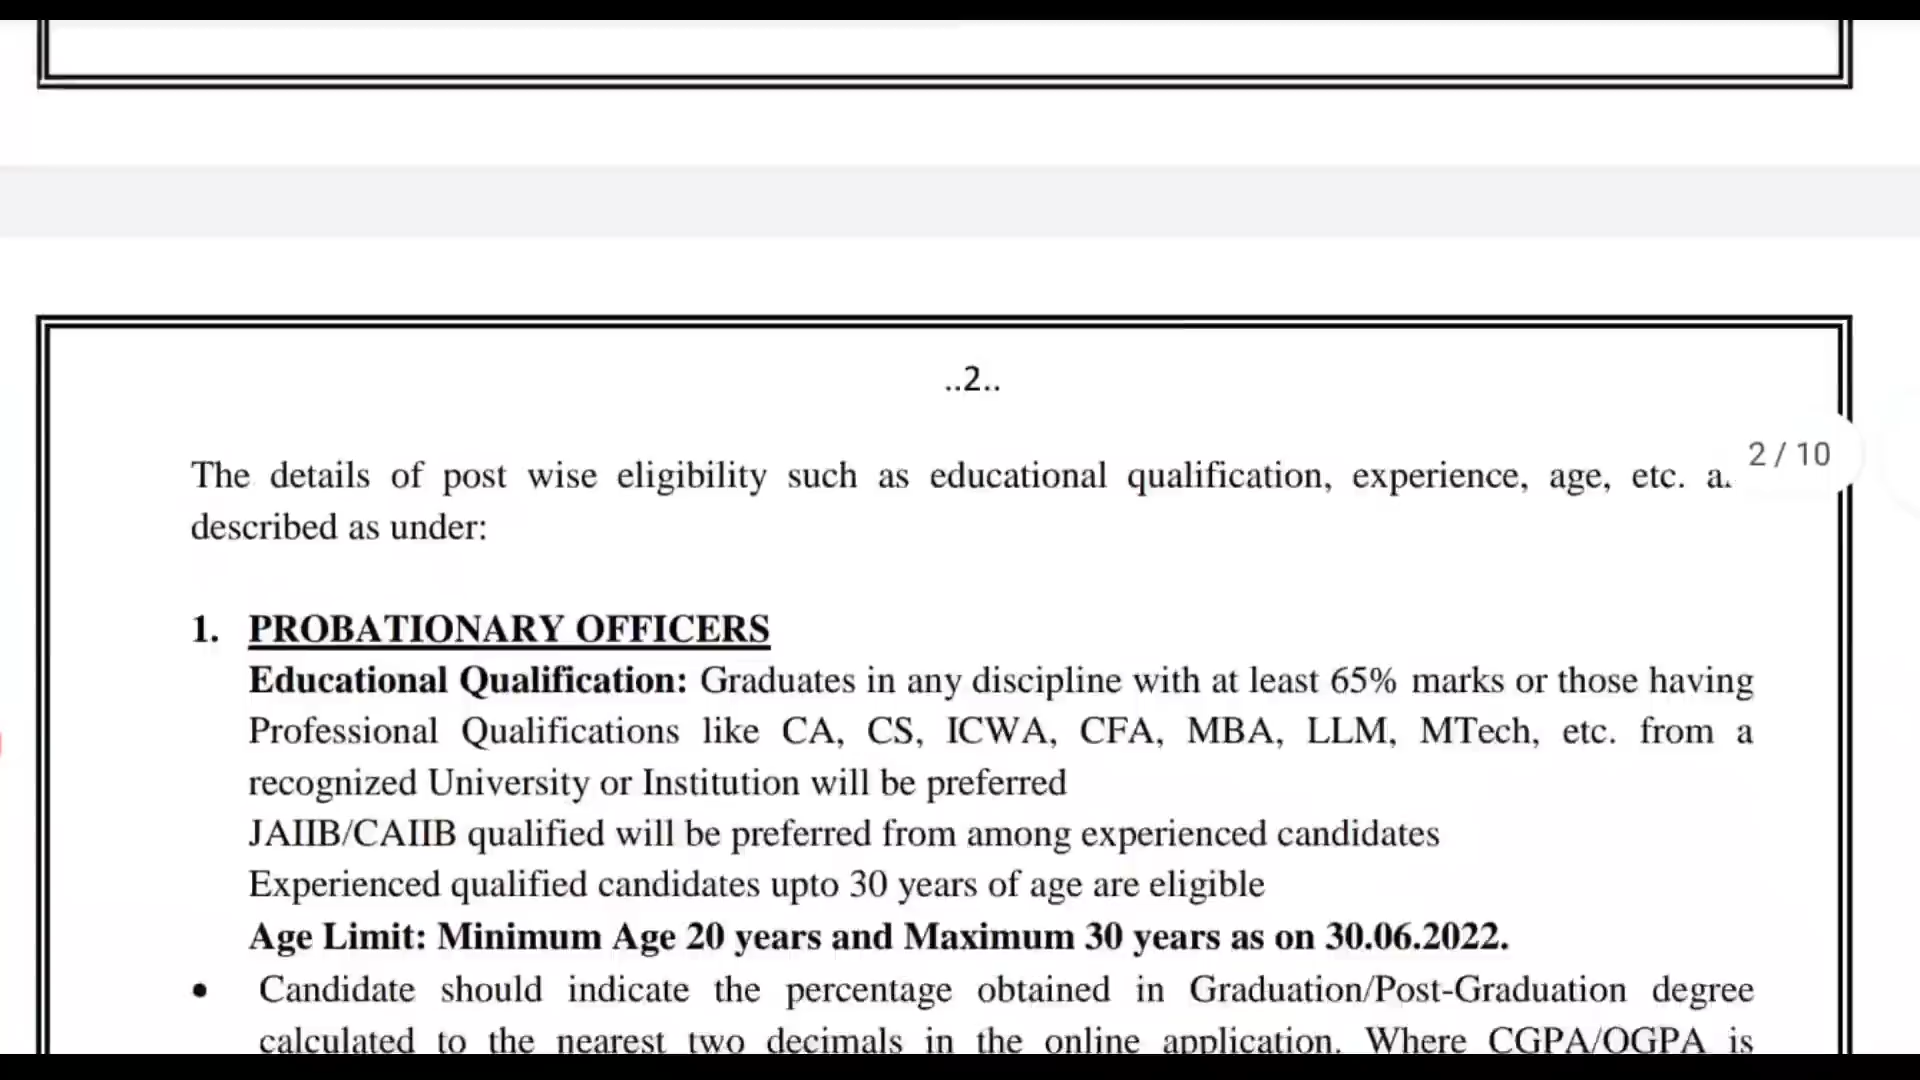 ..2..
2 / 10
The details of post wise eligibility such as educational qualification, experience, age, etc.
described as under:
1. PROBATIONARY OFFICERS
Educational Qualification: Graduates in any discipline with at least 65% marks or those having
Professional Qualifications like CA, CS, ICWA, CFA, MBA, LLM, MTech, etc. from a
recognized University or Institution will be preferred
JAIIB/CAIIB qualified will be preferred from among experienced candidates
Experienced qualified candidates upto 30 years of age are eligible
Age Limit: Minimum Age 20 years and Maximum 30 years as on 30.06.2022.
• Candidate should indicate the percentage obtained in Graduation/Post-Graduation degree
calculated to the nearest two decimals in the online application. Where CGPA/OGPA is